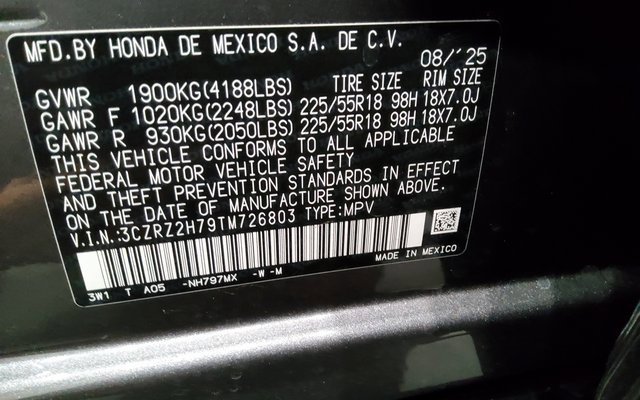 MFD.BY HONDA DE MEXICO S.A. DE C.V.
08/'25
TIRE SIZE RIM SIZE
GVWR 1900KG(4188LBS)
GAWR F 1020KG(2248LBS) 225/55R18 98H 18X7.0J
GAWR R 930KG(2050LBS) 225/55R18 98H 18X7.0J
THIS VEHICLE CONFORMS TO ALL APPLICABLE
FEDERAL MOTOR VEHICLE SAFETY
AND THEFT PREVENTION STANDARDS IN EFFECT
ON THE DATE OF MANUFACTURE SHOWN ABOVE.
V.I.N.:3CZRZ2H79TM726803 TYPE:MPV
MADE IN MEXICO
3W1 T A05 -NH797MX -W -M